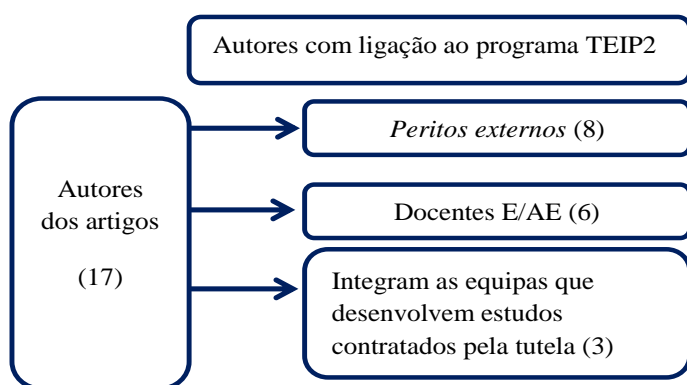 Autores com ligação ao programa TEIP2
Autores
dos artigos
(17)
Peritos externos (8)
Docentes E/AE (6)
Integram as equipas que
desenvolvem estudos
contratados pela tutela (3)